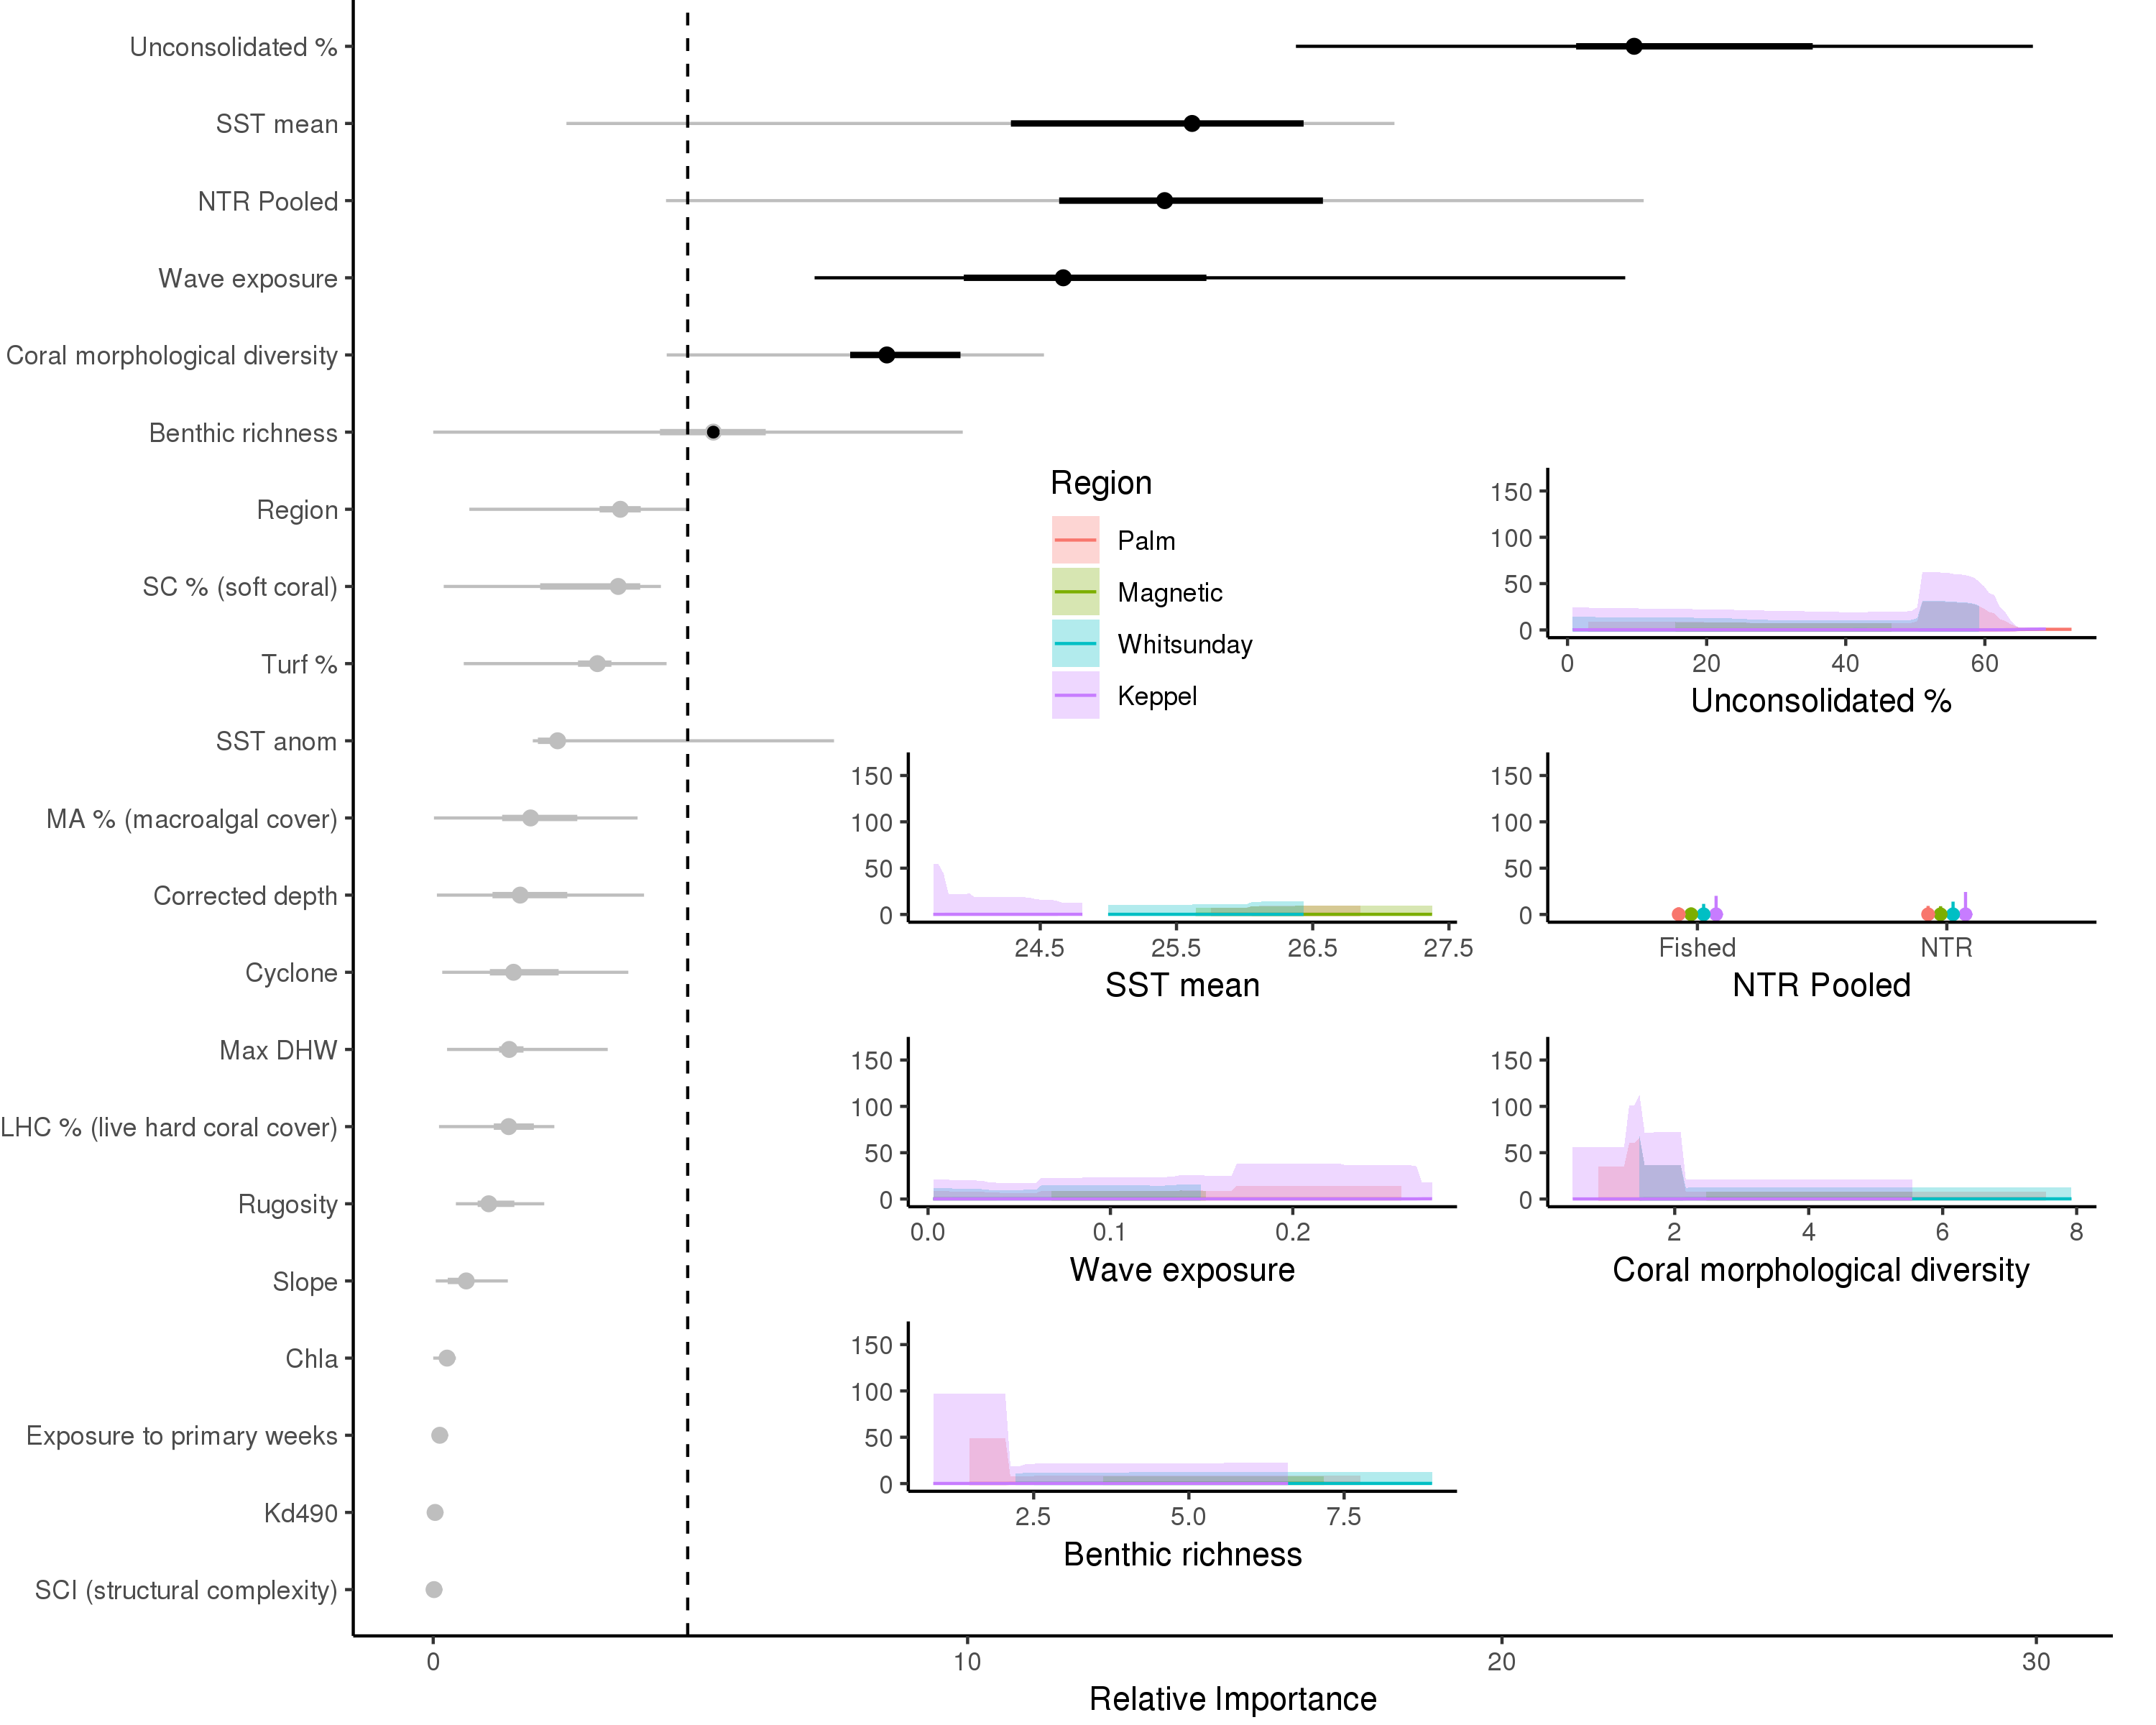 Unconsolidated %
SST mean
NTR Pooled
Wave exposure
Coral morphological diversity
Benthic richness
Region
SC % (soft coral)
Turf %
SST anom
MA % (macroalgal cover)
Corrected depth
Cyclone
Max DHW
LHC % (live hard coral cover)
Rugosity
Slope
Chla
Exposure to primary weeks
Kd490
SCI (structural complexity)
0 10 20 30
Relative Importance
Region
Palm
Magnetic
Whitsunday
Keppel
150
100
50
0
0 20 40 60
Unconsolidated %
150
100
50
0
24.5 25.5 26.5 27.5
SST mean
150
100
50
0
Fished NTR
NTR Pooled
150
100
50
0
0.0 0.1 0.2
Wave exposure
150
100
50
0
2 4 6 8
Coral morphological diversity
150
100
50
0
2.5 5.0 7.5
Benthic richness